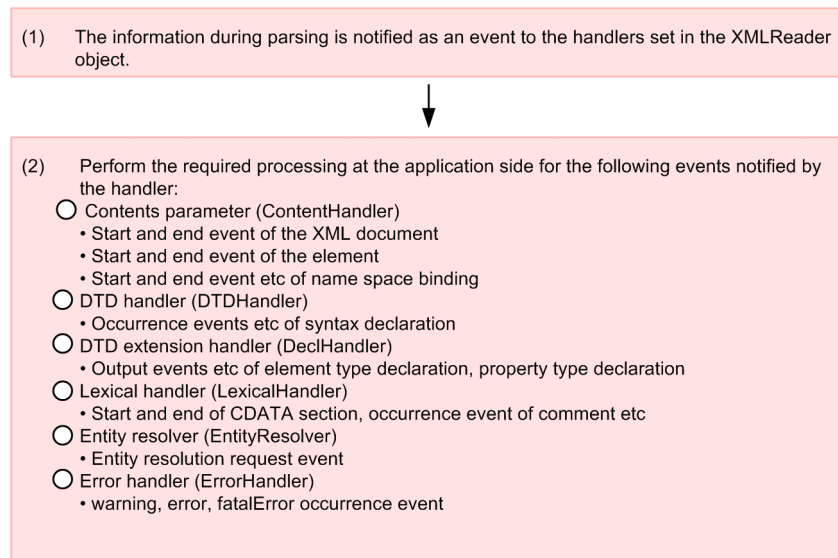 (1) The information during parsing is notified as an event to the handlers set in the XMLReader
object.
(2) Perform the required processing at the application side for the following events notified by
the handler:
Contents parameter (ContentHandler)
• Start and end event of the XML document
• Start and end event of the element
• Start and end event etc of name space binding
DTD handler (DTDHandler)
• Occurrence events etc of syntax declaration
DTD extension handler (DeclHandler)
• Output events etc of element type declaration, property type declaration
Lexical handler (LexicalHandler)
• Start and end of CDATA section, occurrence event of comment etc
Entity resolver (EntityResolver)
• Entity resolution request event
Error handler (ErrorHandler)
• warning, error, fatalError occurrence event